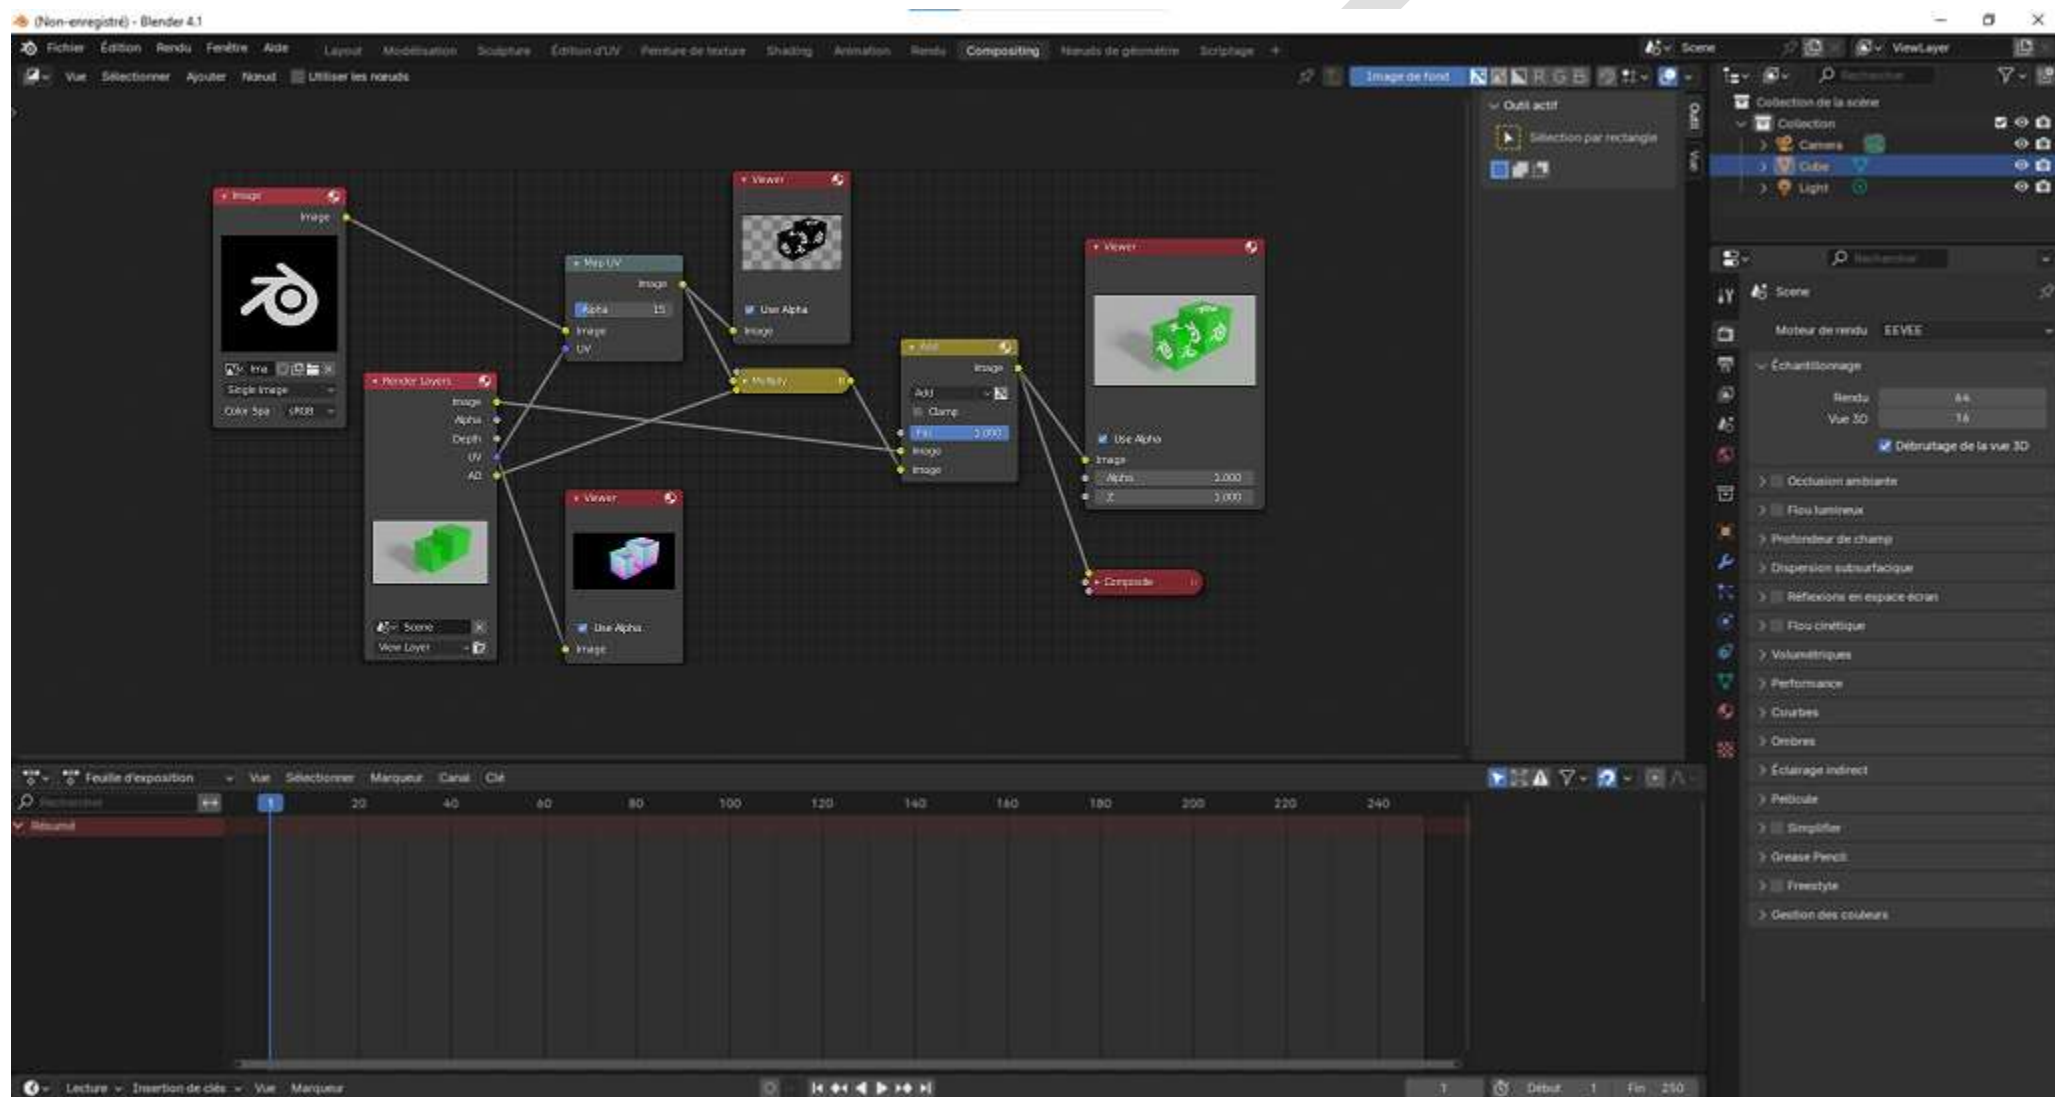 (Non-enregistré) - Blender 4.1
Fichier Édition Rendu Fenêtre Aide Layout Modélisation Sculpture Édition d'UV Peinture de texture Shading Animation Rendu Compositing Nœuds de géométrie Scriptage + Scene ViewLayer
Vue Sélectionner Ajouter Nœud Utiliser les nœuds Image de fond R G B Rechercher
Outil actif
Sélection par rectangle
Outil
Vue
Collection de la scène
Collection
Camera
Cube
Light
Image
Image
Single Image
Color Spa sRGB
Render Layers
Image
Alpha
Depth
UV
AO
Scene
View Layer
Map UV
Image
Alpha 15
Image
UV
Viewer
Use Alpha
Image
Multiply
Viewer
Use Alpha
Image
Add
Image
Add
Clamp
Fac 1.000
Image
Image
Viewer
Use Alpha
Image
Alpha 1.000
Z 1.000
Composite
Rechercher
Scene
Moteur de rendu EEVEE
Échantillonnage
Rendu 64
Vue 3D 16
Débruitage de la vue 3D
Occlusion ambiante
Flou lumineux
Profondeur de champ
Dispersion subsurfacique
Réflexions en espace écran
Flou cinétique
Volumétriques
Performance
Courbes
Ombres
Éclairage indirect
Pellicule
Simplifier
Grease Pencil
Freestyle
Gestion des couleurs
Feuille d'exposition Vue Sélectionner Marqueur Canal Clé
Rechercher 1 20 40 60 80 100 120 140 160 180 200 220 240
Résumé
Lecture Insertion de clés Vue Marqueur 1 Début 1 Fin 250